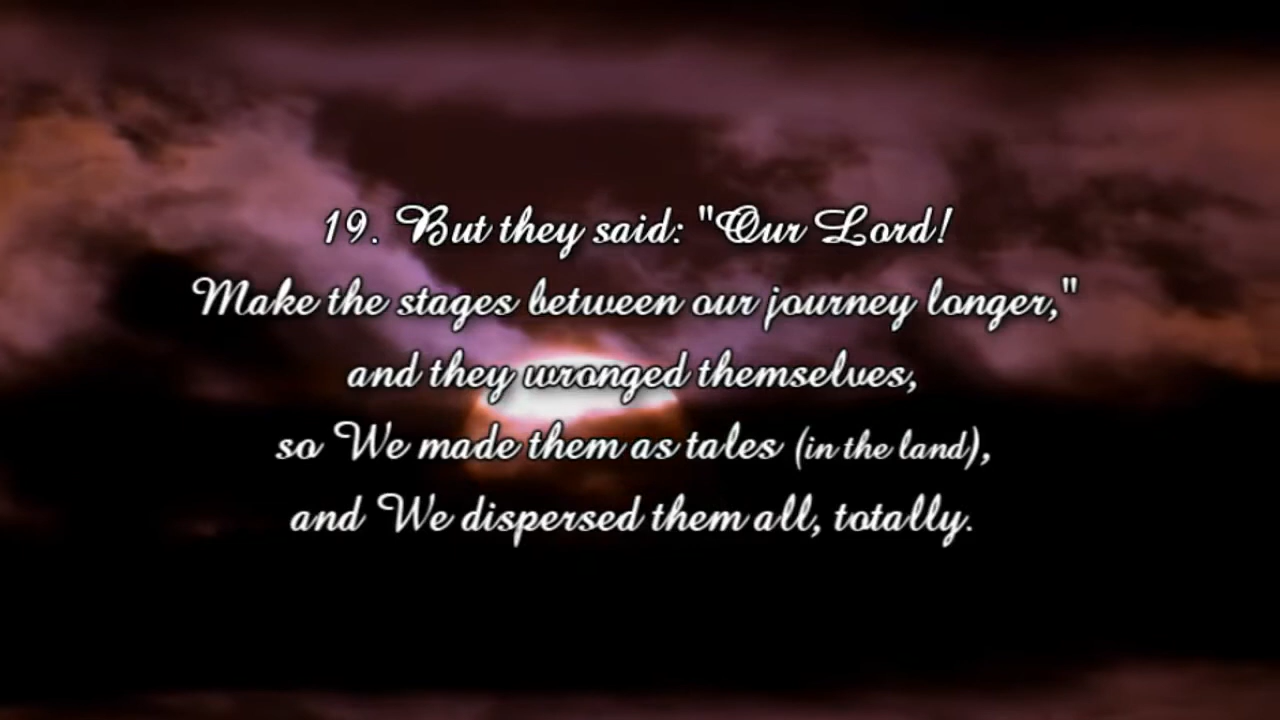 19. But they said: "Our Lord!
Make the stages between our journey longer,"
and they wronged themselves,
so We made them as tales (in the land),
and We dispersed them all, totally.